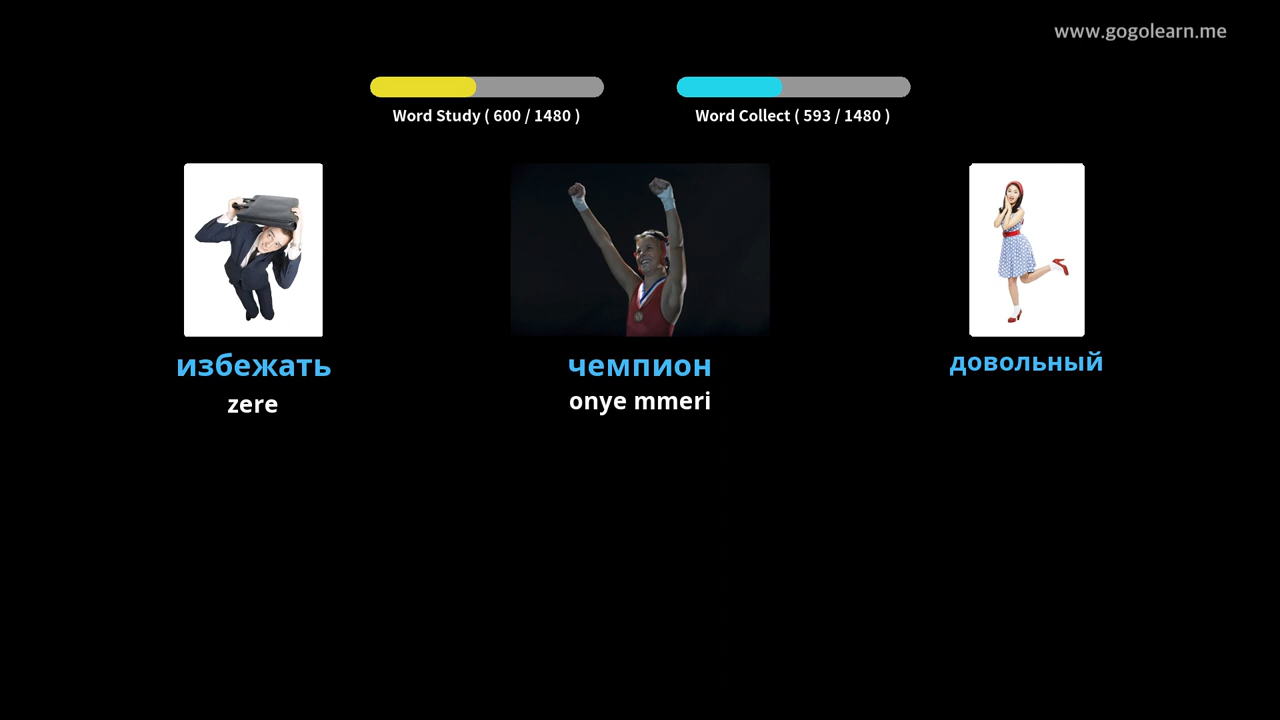 www.gogolearn.me
Word Study ( 600 / 1480 )
Word Collect ( 593 / 1480 )
избежать
чемпион
довольный
zere
onye mmeri